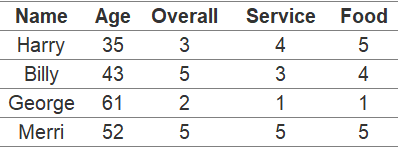 Name Age Overall Service Food
Harry 35 3 4 5
Billy 43 5 3 4
George 61 2 1 1
Merri 52 5 5 5